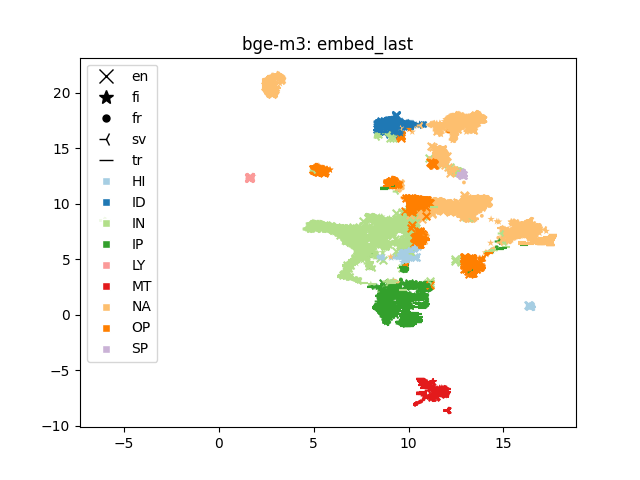 bge-m3: embed_last
en
fi
fr
sv
tr
HI
ID
IN
IP
LY
MT
NA
OP
SP
20
15
10
5
0
−5
−10
−5 0 5 10 15